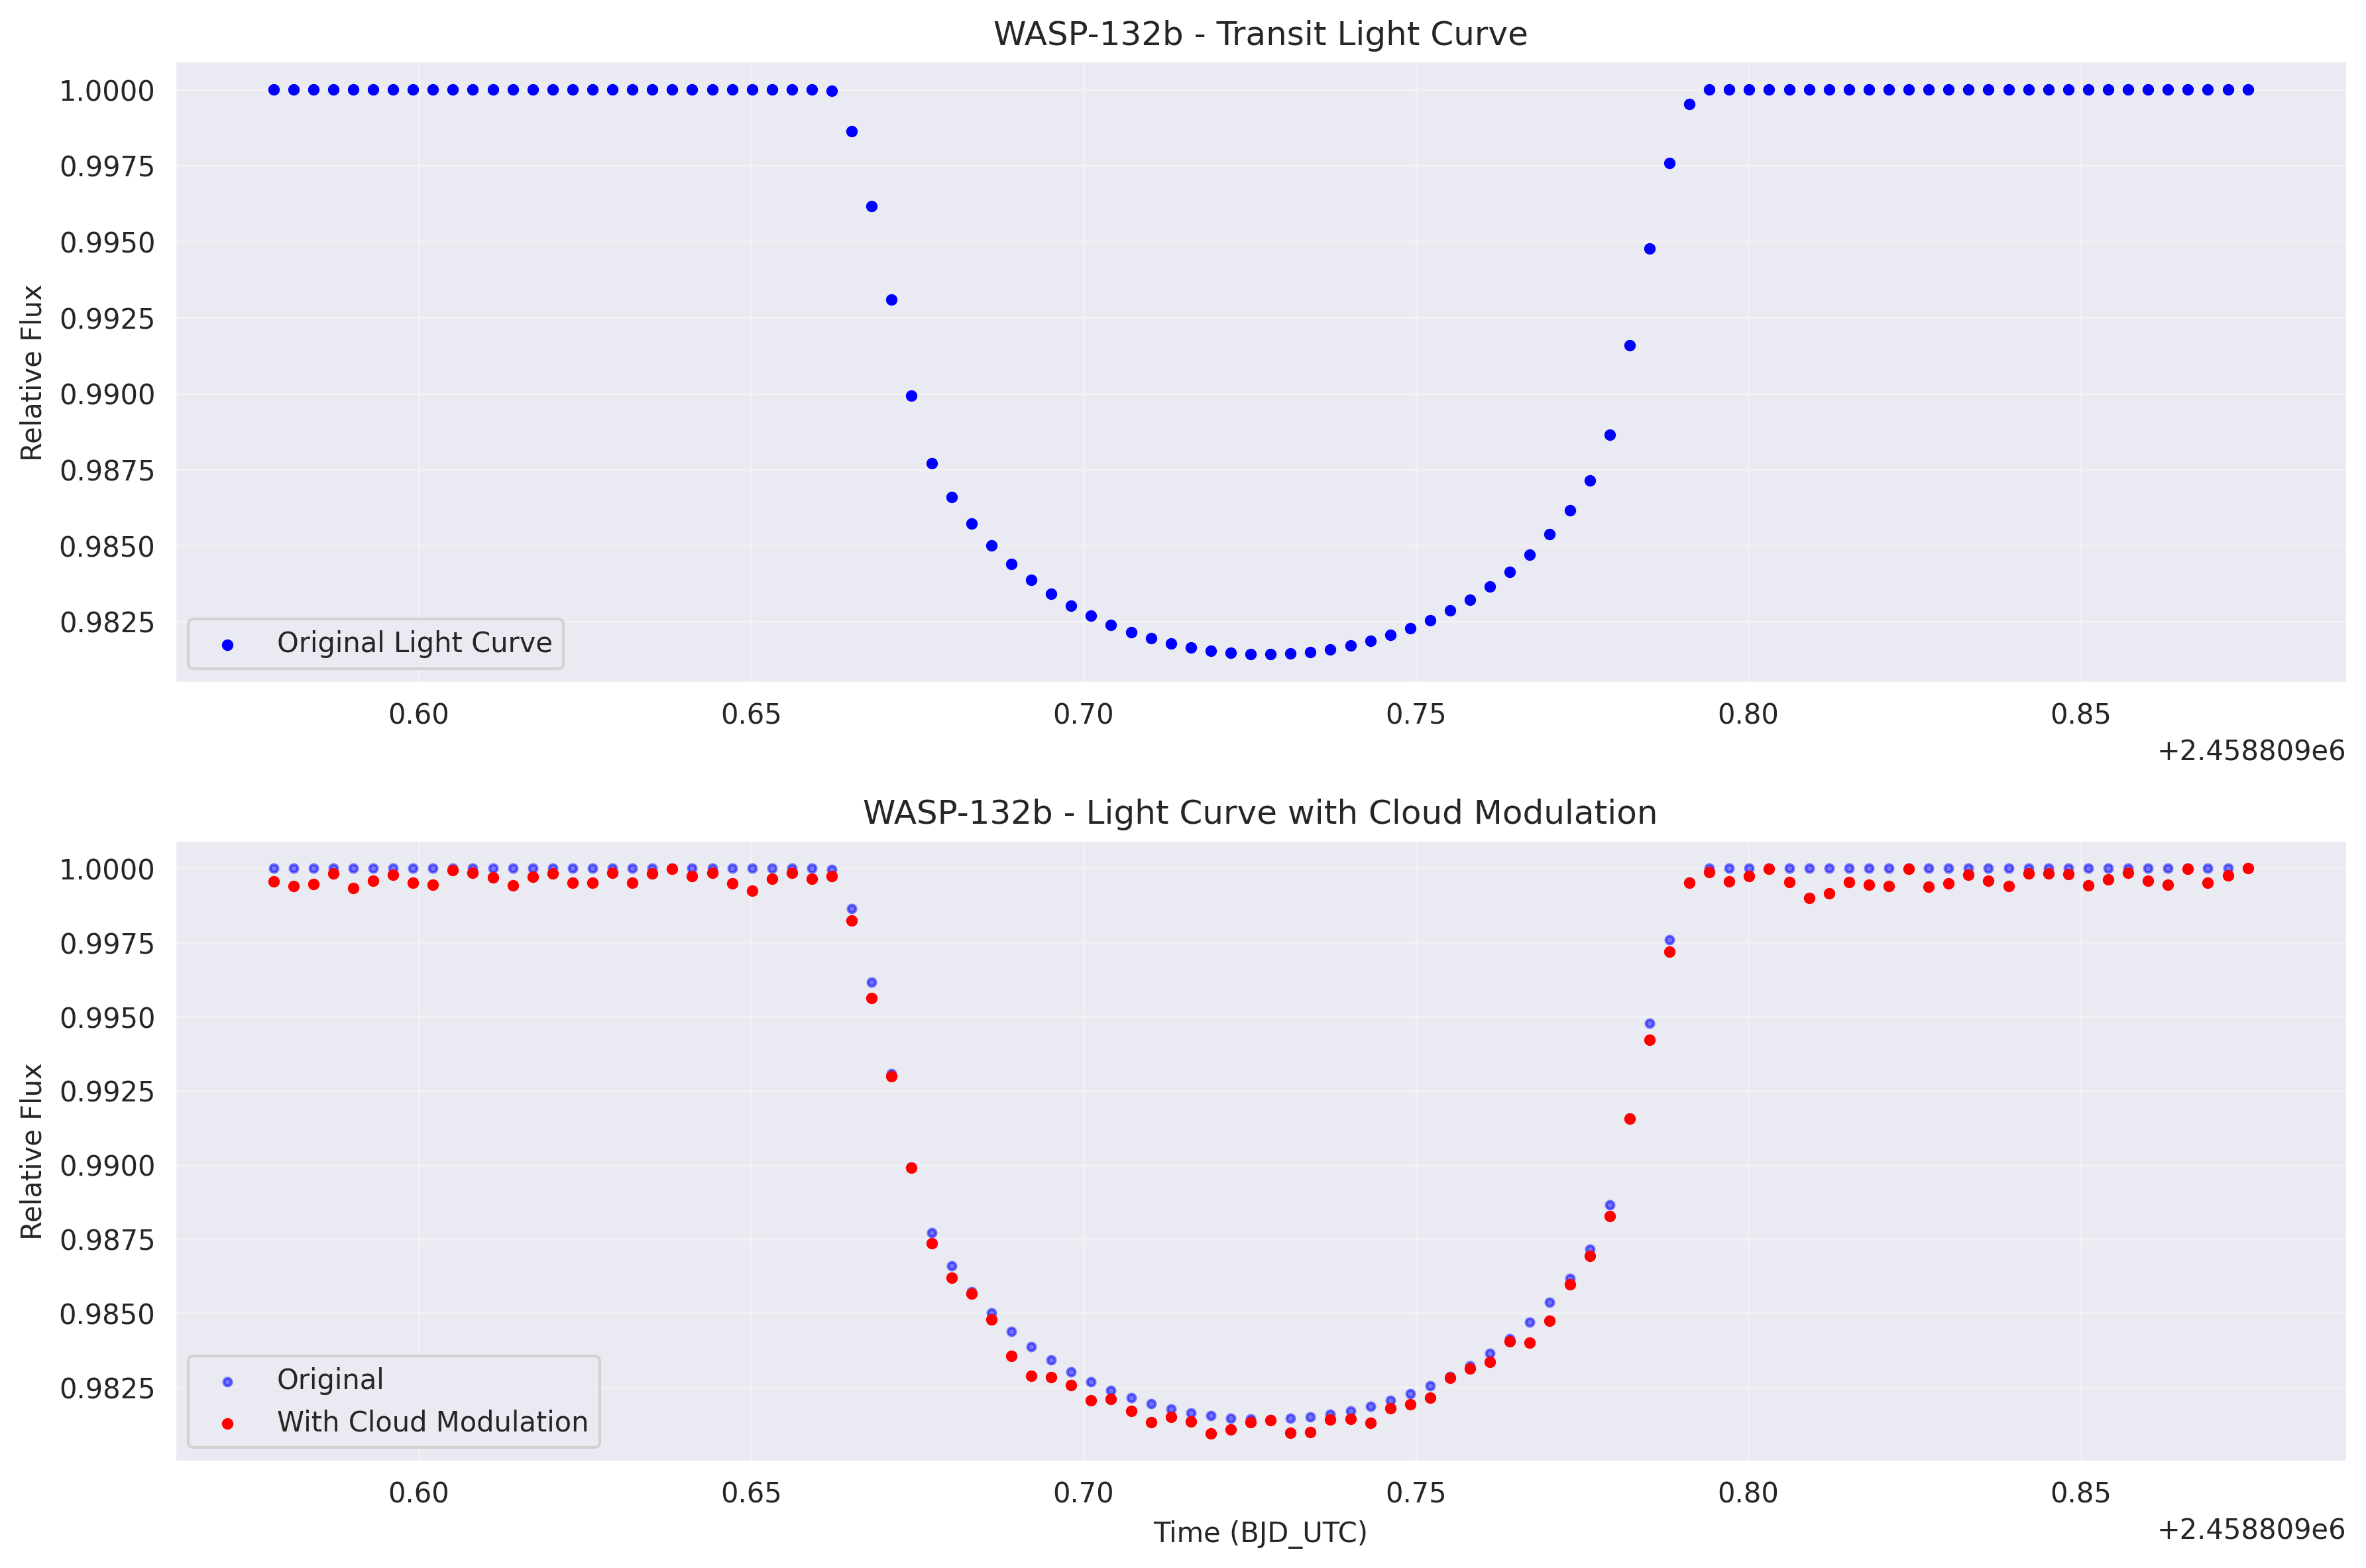 WASP-132b - Transit Light Curve
Relative Flux
1.0000
0.9975
0.9950
0.9925
0.9900
0.9875
0.9850
0.9825
Original Light Curve
0.60 0.65 0.70 0.75 0.80 0.85
+2.458809e6
WASP-132b - Light Curve with Cloud Modulation
Relative Flux
1.0000
0.9975
0.9950
0.9925
0.9900
0.9875
0.9850
0.9825
Original
With Cloud Modulation
0.60 0.65 0.70 0.75 0.80 0.85
Time (BJD_UTC)
+2.458809e6